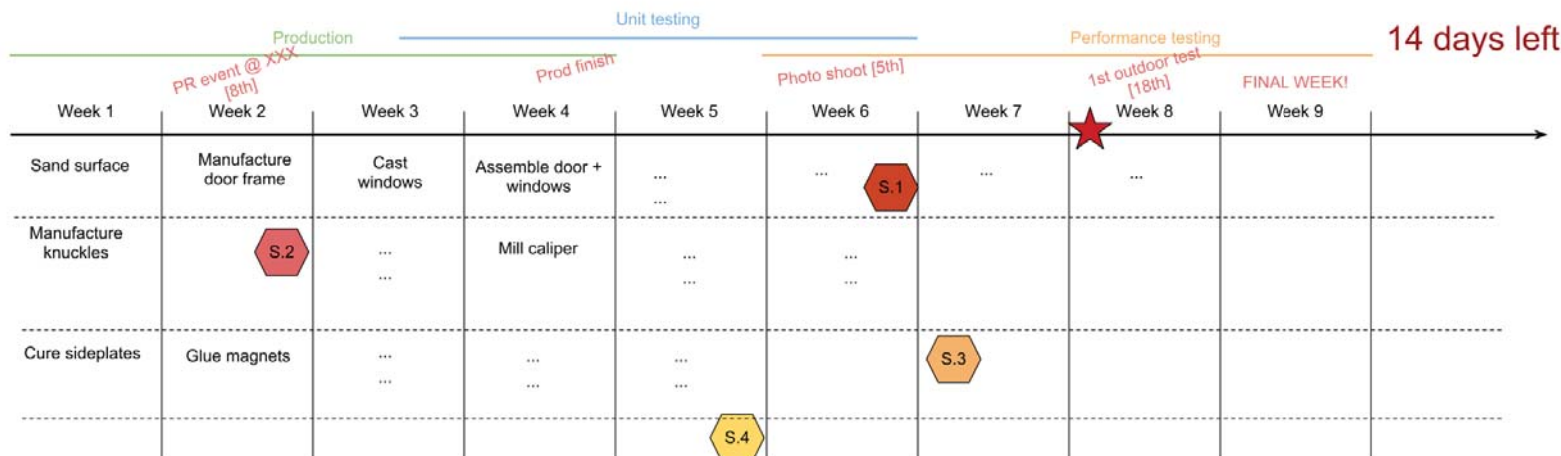 Unit testing
Production
Performance testing
14 days left
PR event @ XXX
[8th]
Prod finish
Photo shoot [5th]
1st outdoor test
[18th]
FINAL WEEK!
Week 1
Week 2
Week 3
Week 4
Week 5
Week 6
Week 7
Week 8
Week 9
Sand surface
Manufacture
door frame
Cast
windows
Assemble door +
windows
...
...
...
S.1
...
...
Manufacture
knuckles
S.2
...
...
Mill caliper
...
...
...
...
Cure sideplates
Glue magnets
...
...
...
...
...
...
S.3
S.4